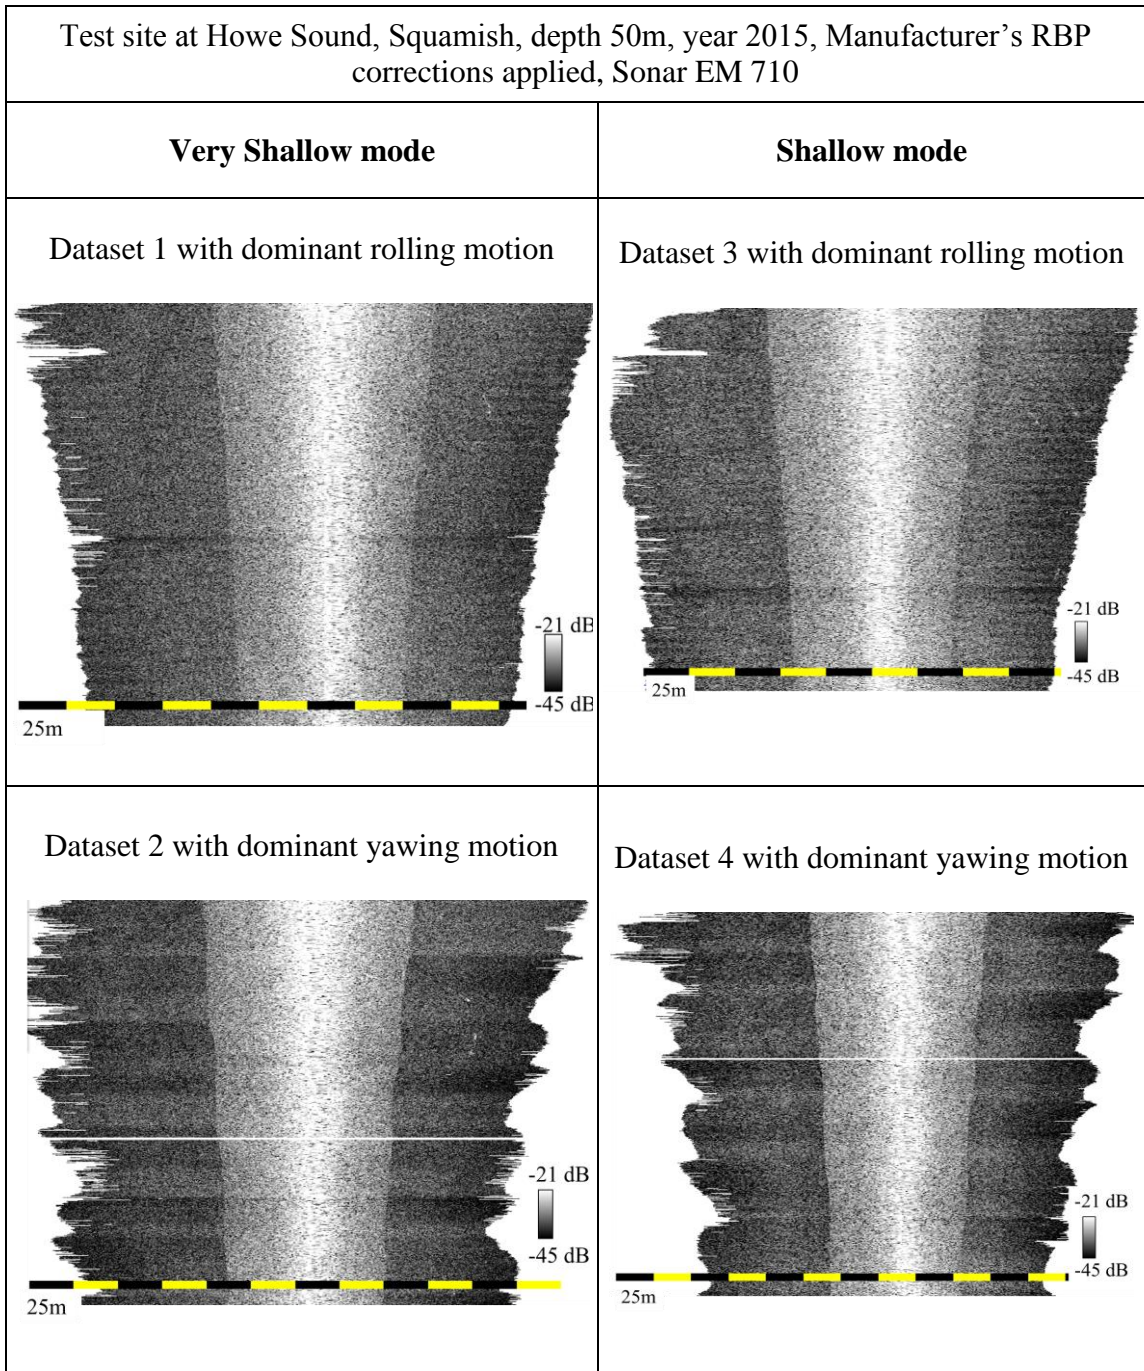 Test site at Howe Sound, Squamish, depth 50m, year 2015, Manufacturer’s RBP
corrections applied, Sonar EM 710
Very Shallow mode
Shallow mode
Dataset 1 with dominant rolling motion
-21 dB
-45 dB
25m
Dataset 3 with dominant rolling motion
-21 dB
-45 dB
25m
Dataset 2 with dominant yawing motion
-21 dB
-45 dB
25m
Dataset 4 with dominant yawing motion
-21 dB
-45 dB
25m